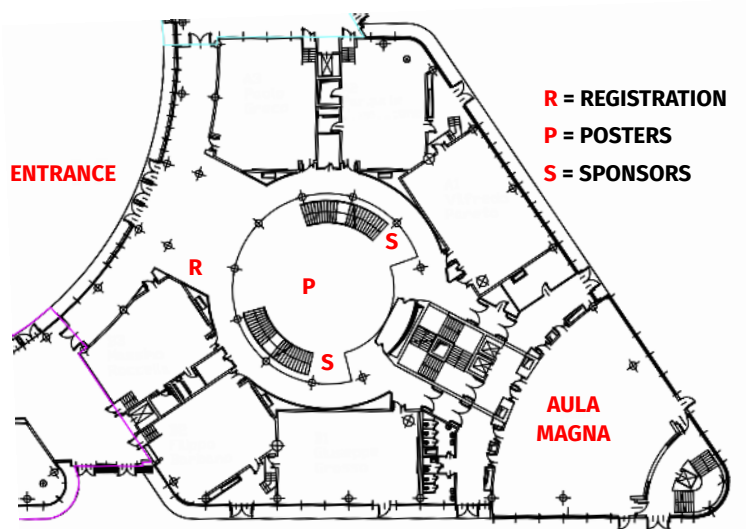 R = REGISTRATION
P = POSTERS
S = SPONSORS
ENTRANCE
S
R
P
S
AULA
MAGNA